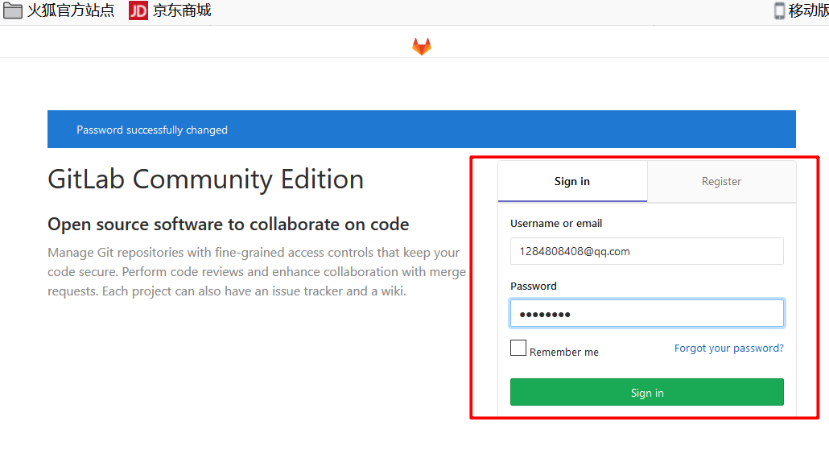 火狐官方站点 JD 京东商城 移动版
Password successfully changed
GitLab Community Edition
Open source software to collaborate on code
Manage Git repositories with fine-grained access controls that keep your
code secure. Perform code reviews and enhance collaboration with merge
requests. Each project can also have an issue tracker and a wiki.
Sign in Register
Username or email
1284808408@qq.com
Password
••••••••
Remember me Forgot your password?
Sign in